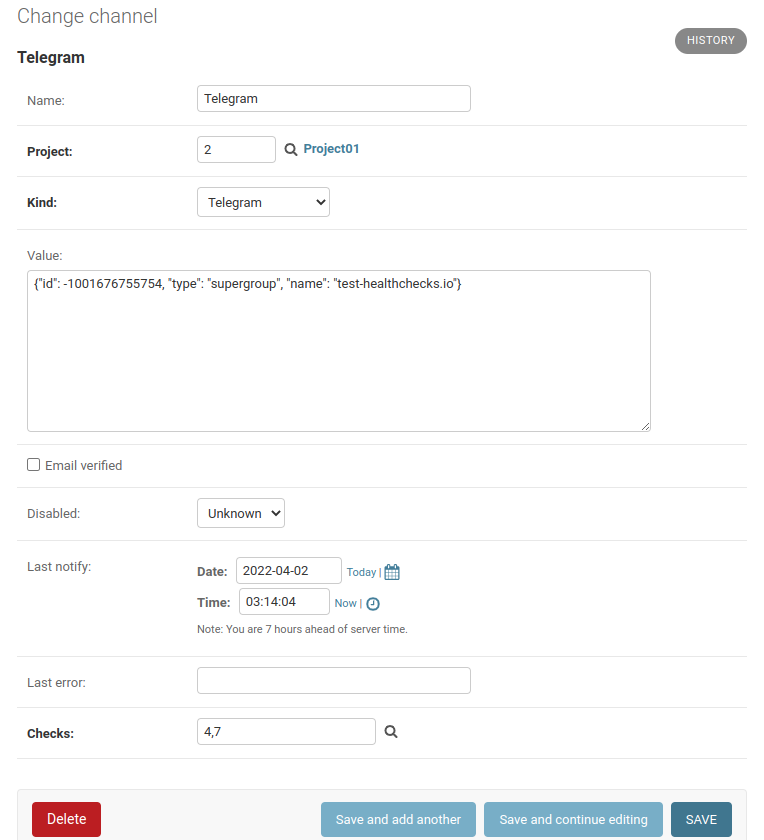 Change channel
HISTORY
Telegram
Name: Telegram
Project: 2 Project01
Kind: Telegram
Value:
{"id": -1001676755754, "type": "supergroup", "name": "test-healthchecks.io"}
Email verified
Disabled: Unknown
Last notify: Date: 2022-04-02 Today |
Time: 03:14:04 Now |
Note: You are 7 hours ahead of server time.
Last error:
Checks: 4,7
Delete Save and add another Save and continue editing SAVE